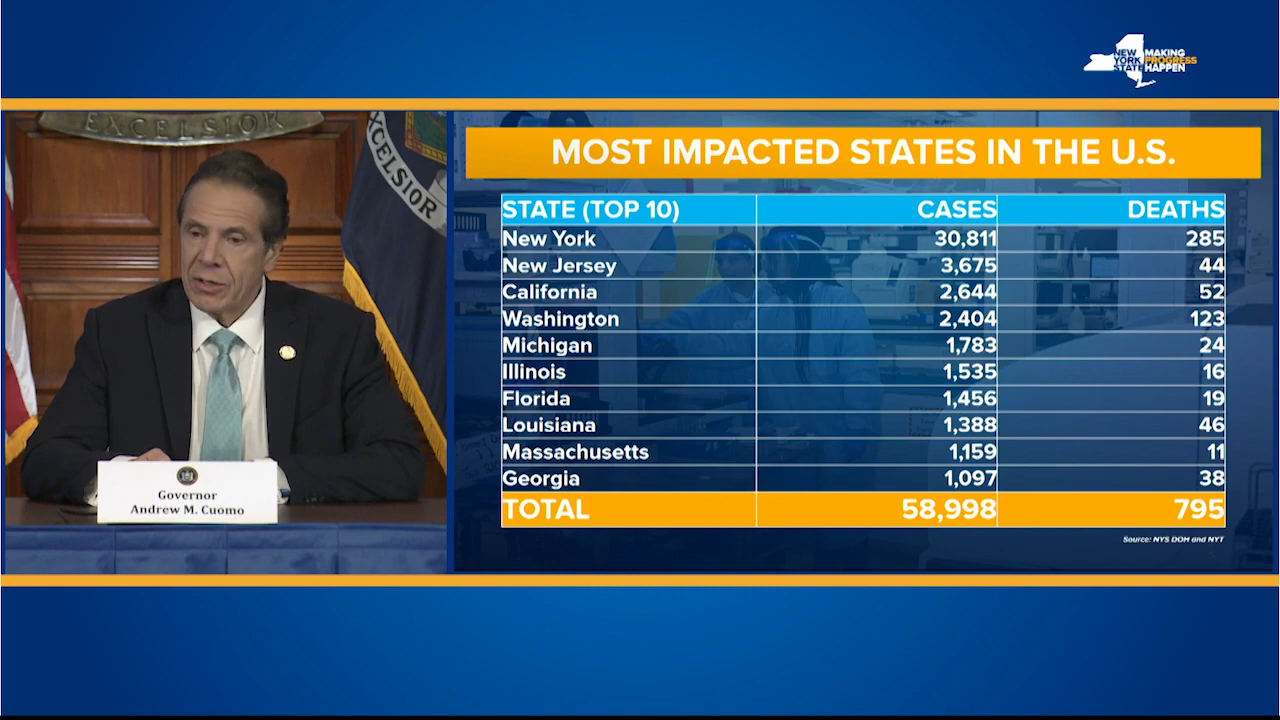 NEW
YORK
STATE
MAKING
PROGRESS
HAPPEN
EXCELSIOR
EXCELSIOR
Governor
Andrew M. Cuomo
MOST IMPACTED STATES IN THE U.S.
STATE (TOP 10) CASES DEATHS
New York 30,811 285
New Jersey 3,675 44
California 2,644 52
Washington 2,404 123
Michigan 1,783 24
Illinois 1,535 16
Florida 1,456 19
Louisiana 1,388 46
Massachusetts 1,159 11
Georgia 1,097 38
TOTAL 58,998 795
Source: NYS DOH and NYT